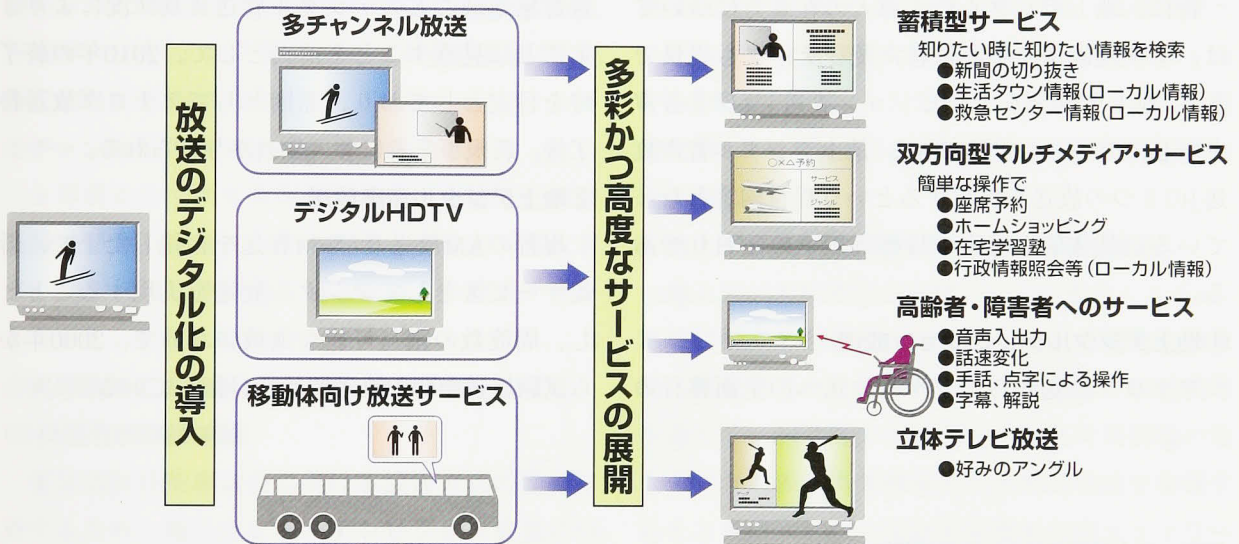 放送のデジタル化の導入
多チャンネル放送
デジタルHDTV
移動体向け放送サービス
多彩かつ高度なサービスの展開
蓄積型サービス
知りたい時に知りたい情報を検索
●新聞の切り抜き
●生活タウン情報(ローカル情報)
●救急センター情報(ローカル情報)
○×△予約
サービス
ジャンル
双方向型マルチメディア・サービス
簡単な操作で
●座席予約
●ホームショッピング
●在宅学習塾
●行政情報照会等(ローカル情報)
高齢者・障害者へのサービス
●音声入出力
●話速変化
●手話、点字による操作
●字幕、解説
立体テレビ放送
●好みのアングル